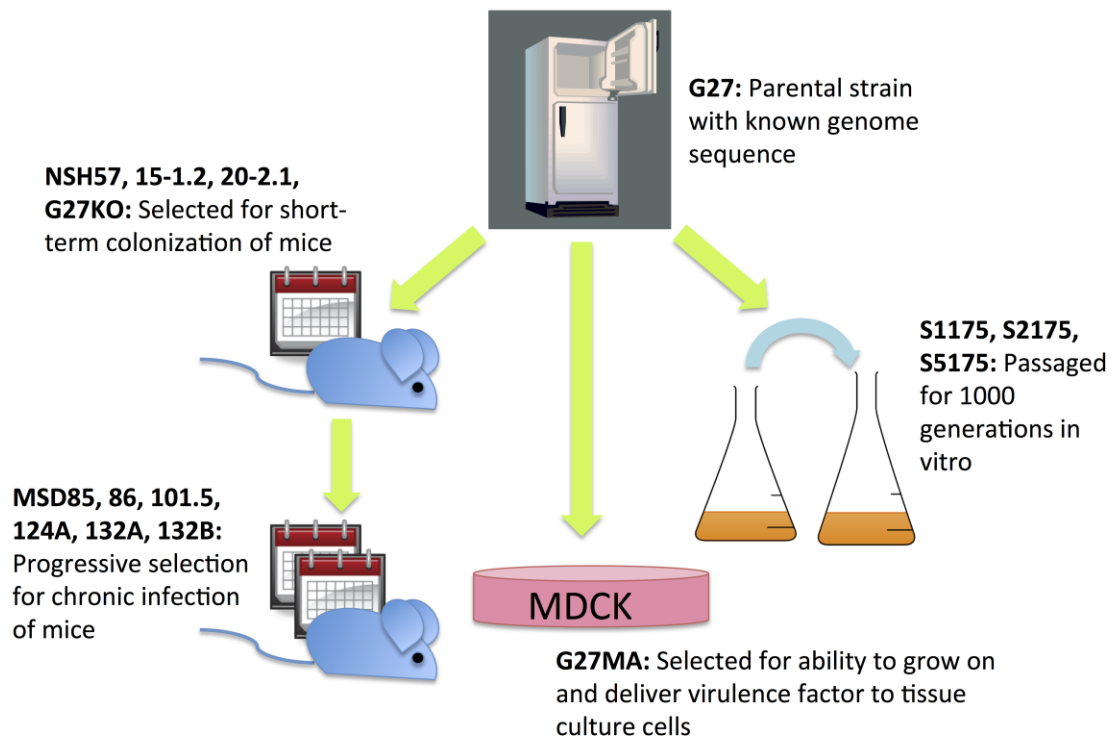 G27: Parental strain
with known genome
sequence
NSH57, 15-1.2, 20-2.1,
G27KO: Selected for short-
term colonization of mice
S1175, S2175,
S5175: Passaged
for 1000
generations in
vitro
MSD85, 86, 101.5,
124A, 132A, 132B:
Progressive selection
for chronic infection
of mice
MDCK
G27MA: Selected for ability to grow on
and deliver virulence factor to tissue
culture cells